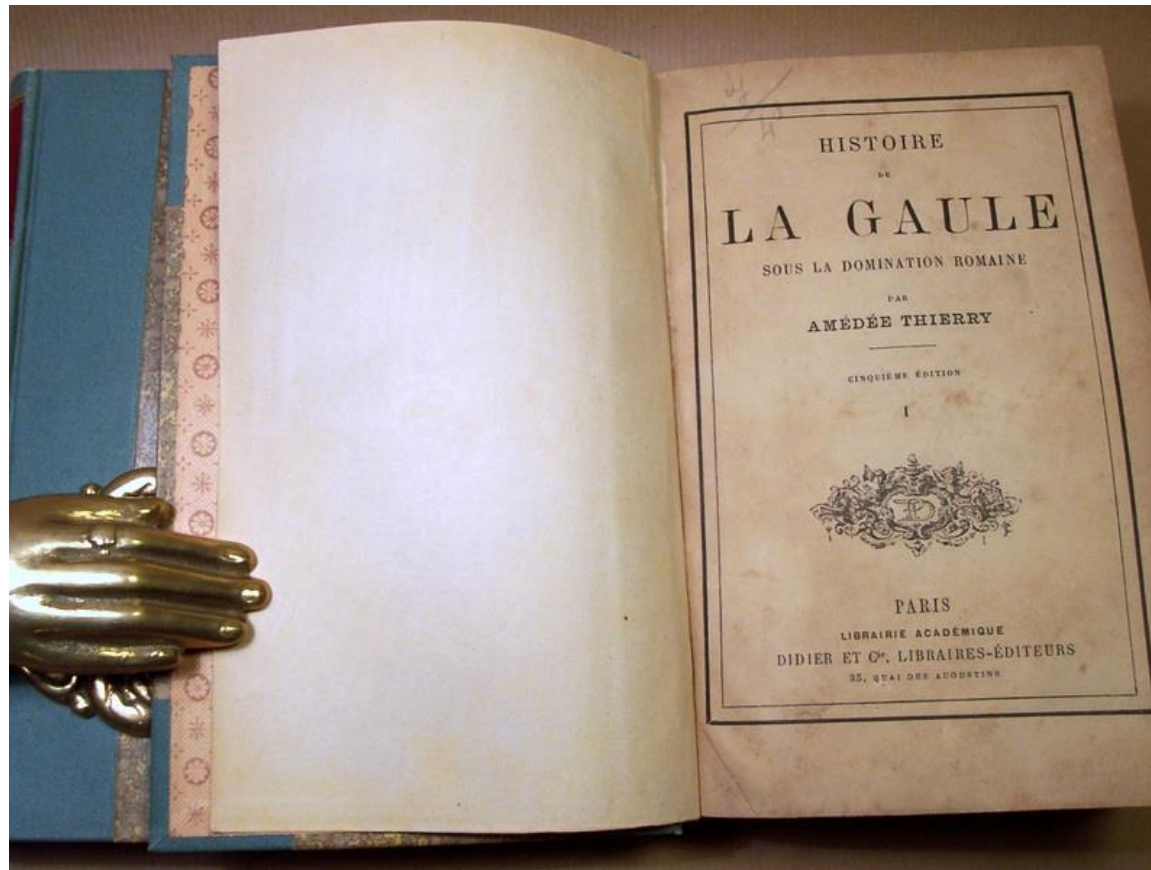 HISTOIRE
DE
LA GAULE
SOUS LA DOMINATION ROMAINE
PAR
AMÉDÉE THIERRY
CINQUIÈME ÉDITION
I
PARIS
LIBRAIRIE ACADÉMIQUE
DIDIER ET Cie, LIBRAIRES-ÉDITEURS
35, QUAI DES AUGUSTINS